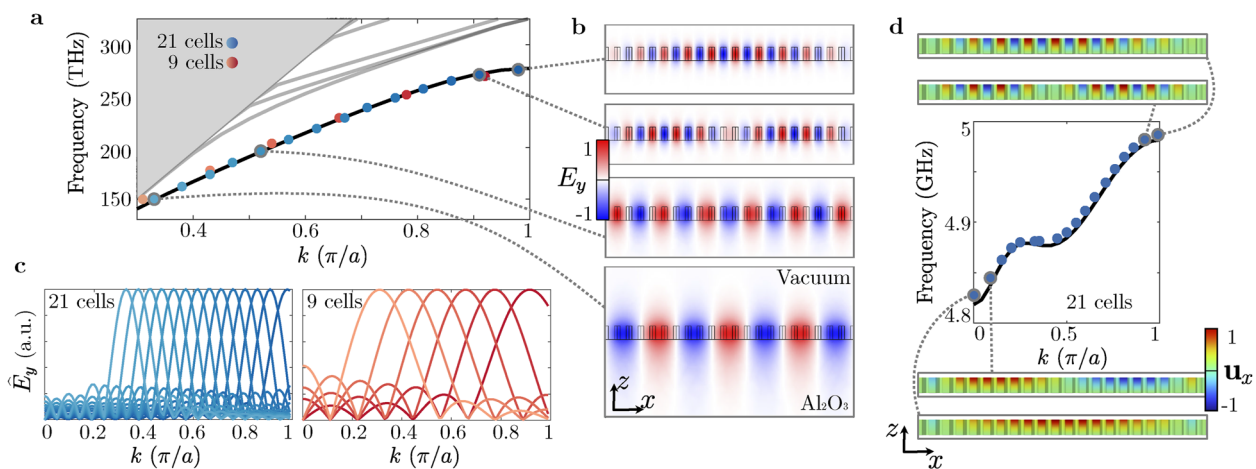 a
Frequency (THz)
300
250
200
150
21 cells
9 cells
0.4
0.6
0.8
1
k (π/a)
b
1
E_y
-1
Vacuum
Al₂O₃
z
x
c
Ê_y (a.u.)
21 cells
0
0.2
0.4
0.6
0.8
1
k (π/a)
9 cells
0
0.2
0.4
0.6
0.8
1
k (π/a)
d
Frequency (GHz)
5
4.9
4.8
21 cells
0
0.5
1
k (π/a)
1
u_x
-1
z
x